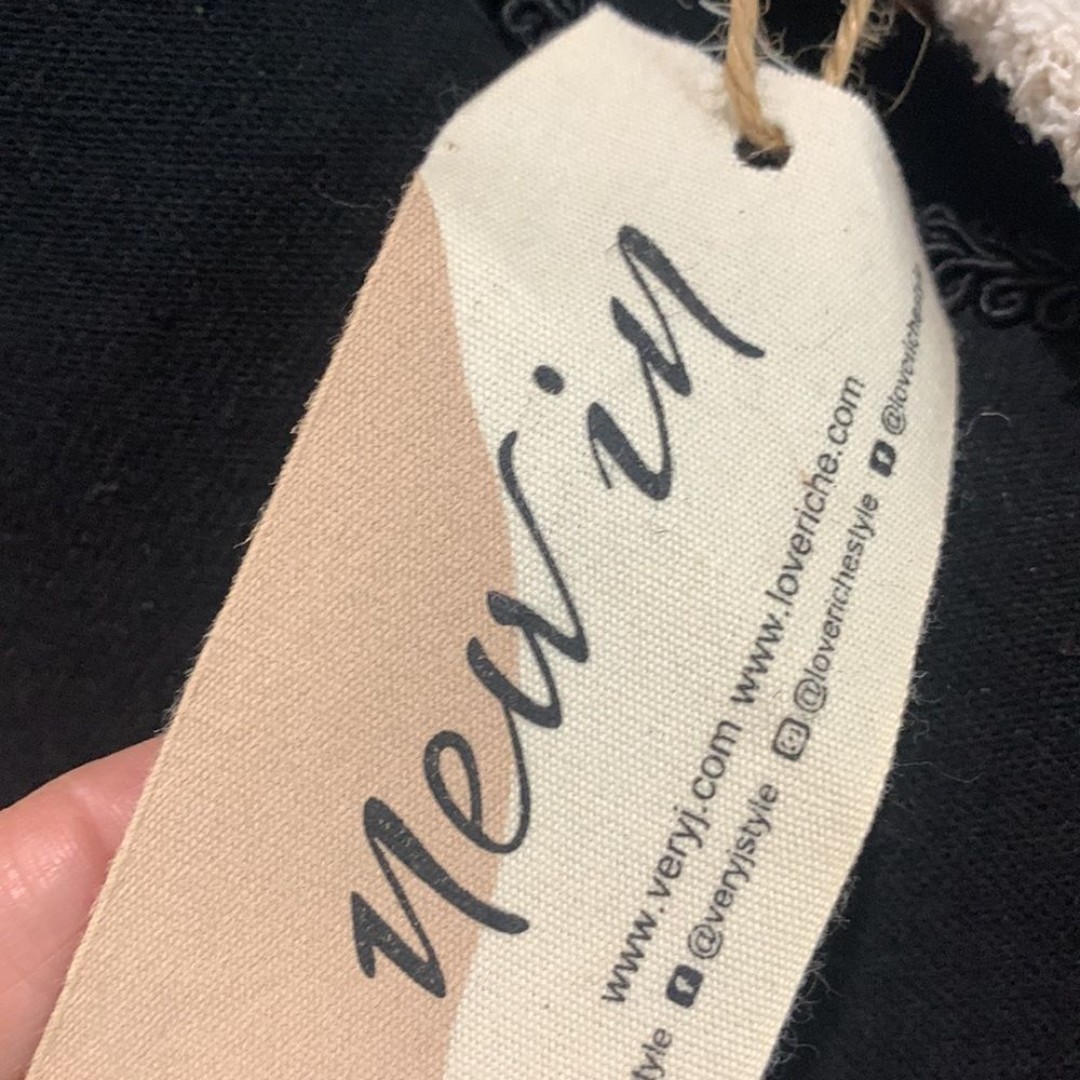 new in
www.veryj.com www.loveriche.com
@veryjstyle @loverichestyle